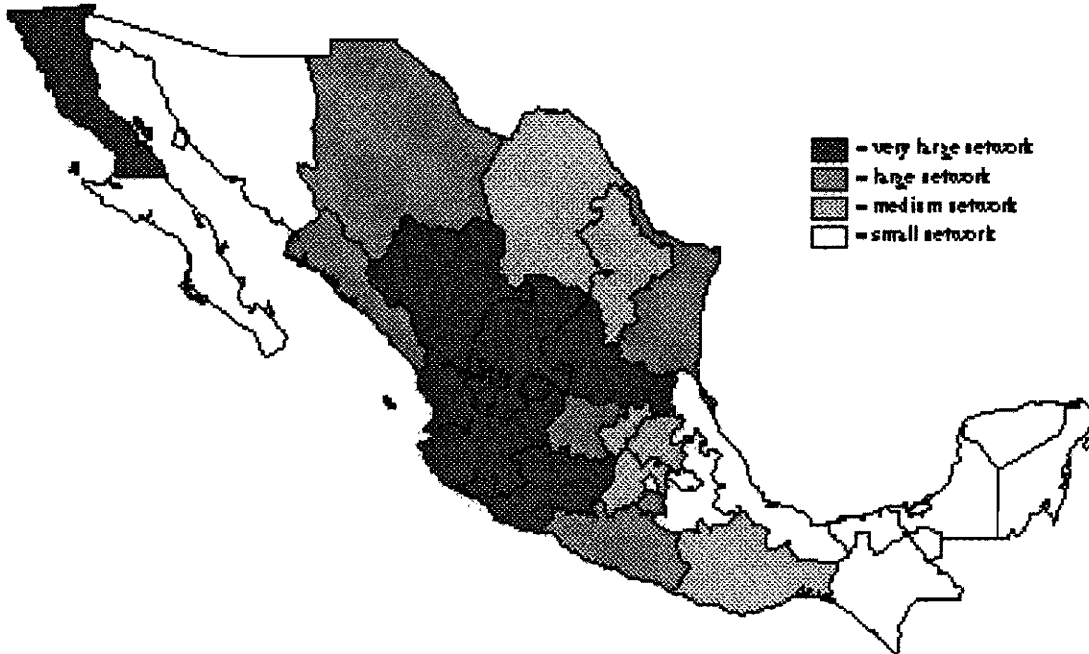 = very large network
= large network
= medium network
= small network